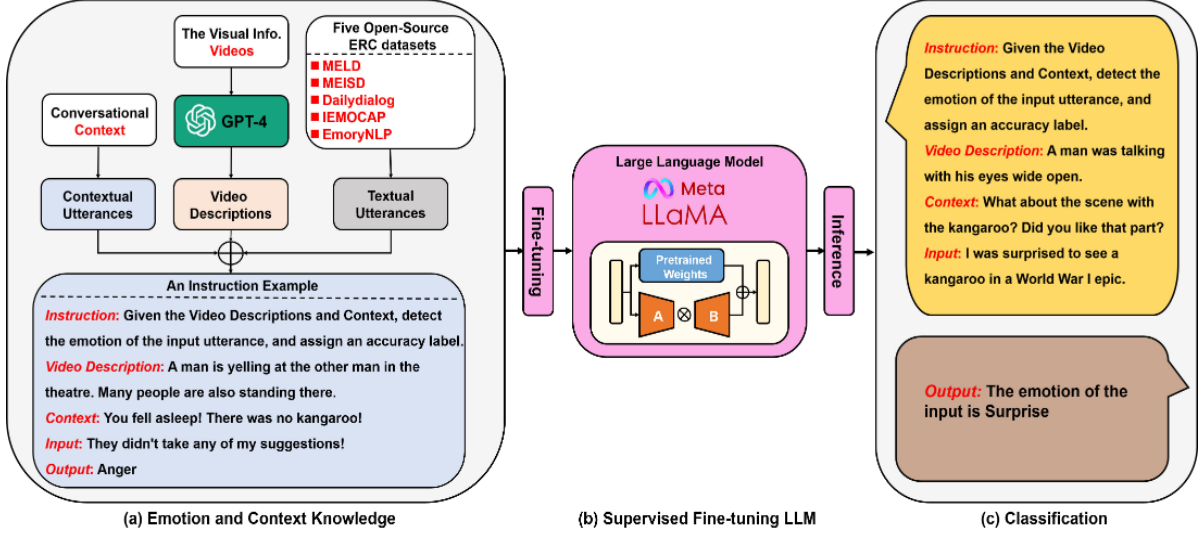 The Visual Info.
Videos
Five Open-Source
ERC datasets
MELD
MEISD
Dailydialog
IEMOCAP
EmoryNLP
Conversational
Context
GPT-4
Contextual
Utterances
Video
Descriptions
Textual
Utterances
An Instruction Example
Instruction: Given the Video Descriptions and Context, detect
the emotion of the input utterance, and assign an accuracy label.
Video Description: A man is yelling at the other man in the
theatre. Many people are also standing there.
Context: You fell asleep! There was no kangaroo!
Input: They didn't take any of my suggestions!
Output: Anger
(a) Emotion and Context Knowledge
Fine-tuning
Large Language Model
Meta
LLaMA
Pretrained
Weights
A
B
Inference
(b) Supervised Fine-tuning LLM
Instruction: Given the Video
Descriptions and Context, detect the
emotion of the input utterance, and
assign an accuracy label.
Video Description: A man was talking
with his eyes wide open.
Context: What about the scene with
the kangaroo? Did you like that part?
Input: I was surprised to see a
kangaroo in a World War I epic.
Output: The emotion of the
input is Surprise
(c) Classification